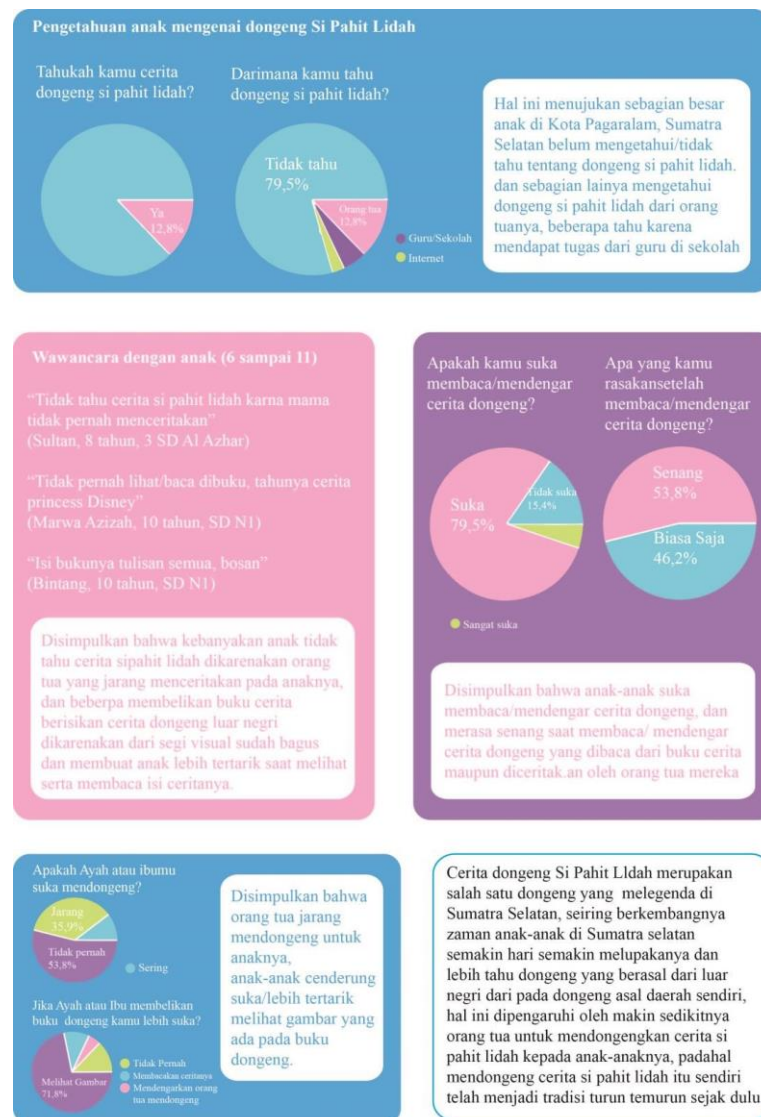 Pengetahuan anak mengenai dongeng Si Pahit Lidah
Tahukah kamu cerita
dongeng si pahit lidah?
Ya
12,8%
Darimana kamu tahu
dongeng si pahit lidah?
Tidak tahu
79,5%
Orang tua
12,8%
Guru/Sekolah
Internet
Hal ini menujukan sebagian besar
anak di Kota Pagaralam, Sumatra
Selatan belum mengetahui/tidak
tahu tentang dongeng si pahit lidah.
dan sebagian lainya mengetahui
dongeng si pahit lidah dari orang
tuanya, beberapa tahu karena
mendapat tugas dari guru di sekolah
Wawancara dengan anak (6 sampai 11)
“Tidak tahu cerita si pahit lidah karna mama
tidak pernah menceritakan”
(Sultan, 8 tahun, 3 SD Al Azhar)
“Tidak pernah lihat/baca dibuku, tahunya cerita
princess Disney”
(Marwa Azizah, 10 tahun, SD N1)
“Isi bukunya tulisan semua, bosan”
(Bintang, 10 tahun, SD N1)
Disimpulkan bahwa kebanyakan anak tidak
tahu cerita sipahit lidah dikarenakan orang
tua yang jarang menceritakan pada anaknya,
dan beberpa membelikan buku cerita
berisikan cerita dongeng luar negri
dikarenakan dari segi visual sudah bagus
dan membuat anak lebih tertarik saat melihat
serta membaca isi ceritanya.
Apakah kamu suka
membaca/mendengar
cerita dongeng?
Suka
79,5%
Tidak suka
15,4%
Sangat suka
Apa yang kamu
rasakansetelah
membaca/mendengar
cerita dongeng?
Senang
53,8%
Biasa Saja
46,2%
Disimpulkan bahwa anak-anak suka
membaca/mendengar cerita dongeng, dan
merasa senang saat membaca/ mendengar
cerita dongeng yang dibaca dari buku cerita
maupun diceritak.an oleh orang tua mereka
Apakah Ayah atau ibumu
suka mendongeng?
Jarang
35,9%
Tidak pernah
53,8%
Sering
Jika Ayah atau Ibu membelikan
buku dongeng kamu lebih suka?
Melihat Gambar
71,8%
Tidak Pernah
Membacakan ceritanya
Mendengarkan orang
tua mendongeng
Disimpulkan bahwa
orang tua jarang
mendongeng untuk
anaknya,
anak-anak cenderung
suka/lebih tertarik
melihat gambar yang
ada pada buku
dongeng.
Cerita dongeng Si Pahit LIdah merupakan
salah satu dongeng yang melegenda di
Sumatra Selatan, seiring berkembangnya
zaman anak-anak di Sumatra selatan
semakin hari semakin melupakanya dan
lebih tahu dongeng yang berasal dari luar
negri dari pada dongeng asal daerah sendiri,
hal ini dipengaruhi oleh makin sedikitnya
orang tua untuk mendongengkan cerita si
pahit lidah kepada anak-anaknya, padahal
mendongeng cerita si pahit lidah itu sendiri
telah menjadi tradisi turun temurun sejak dulu